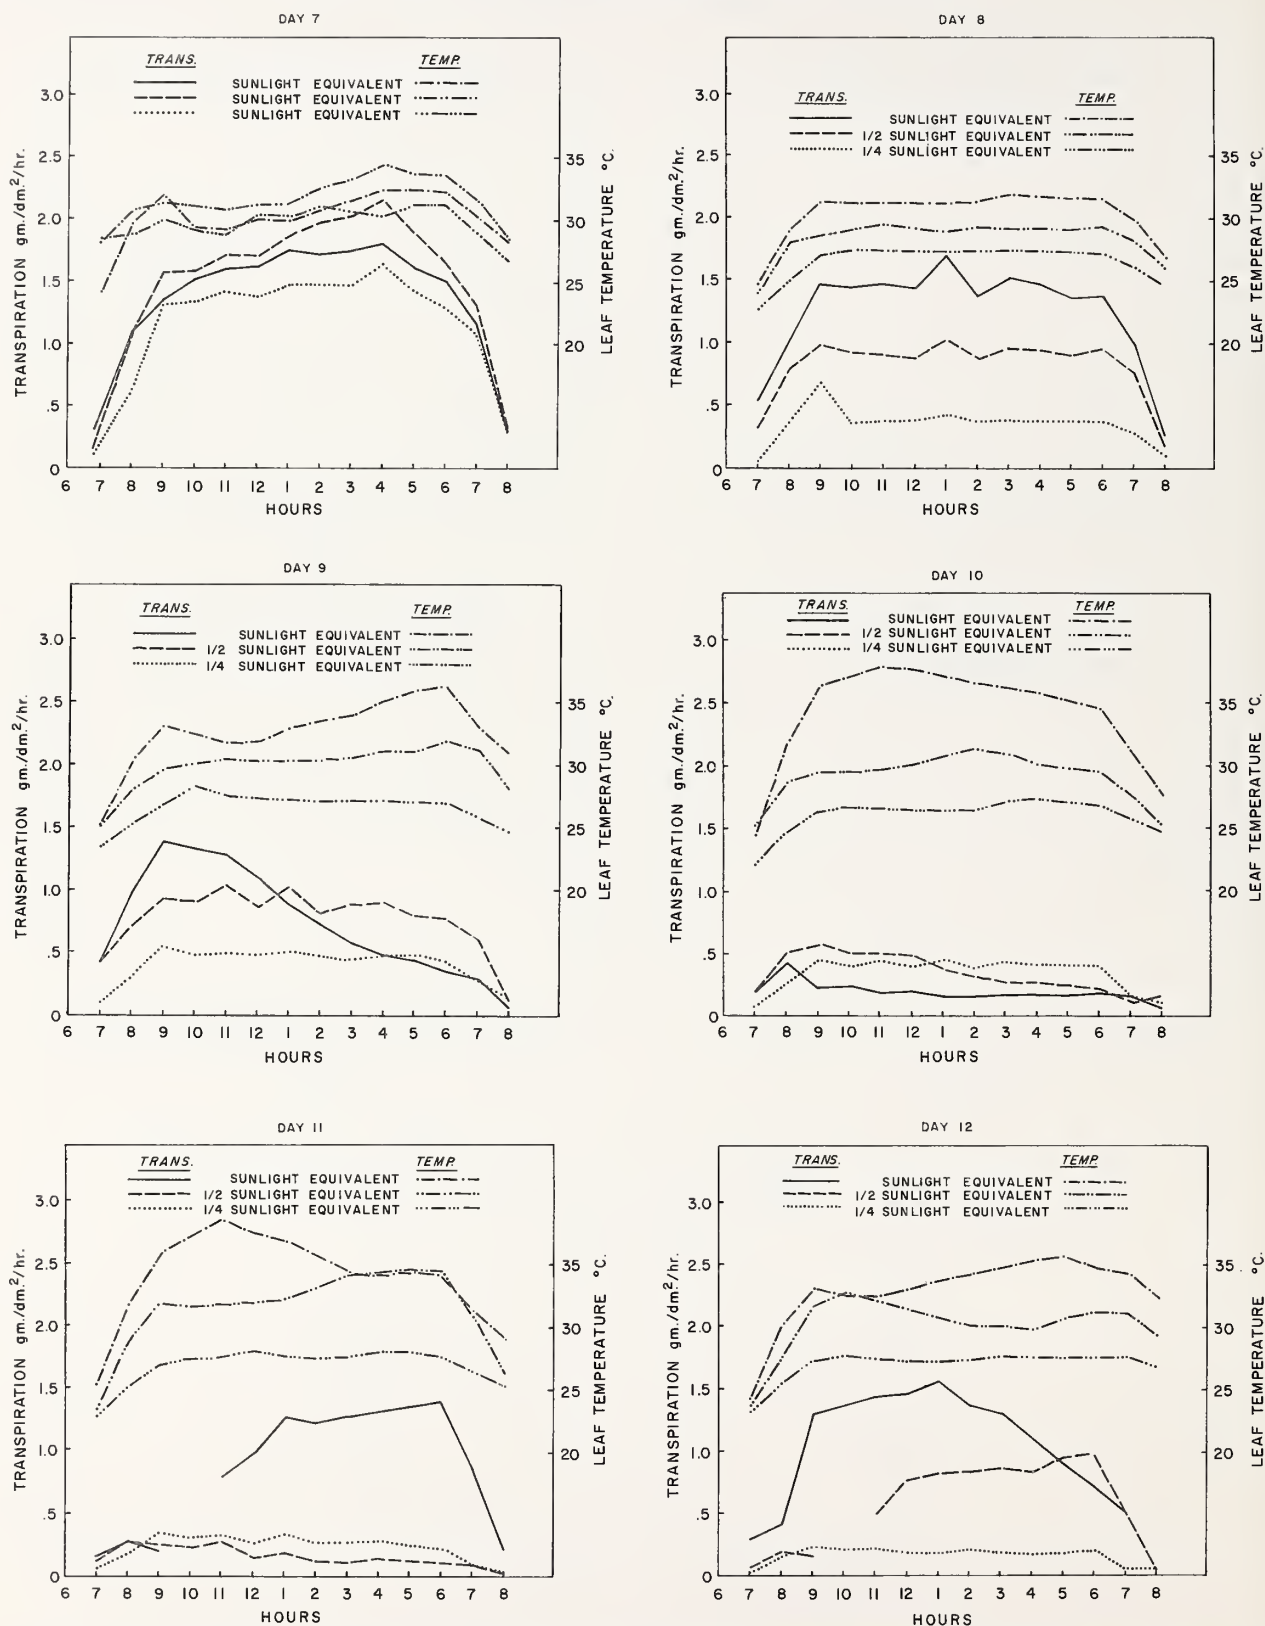 DAY 7
TRANS. TEMP.
SUNLIGHT EQUIVALENT
SUNLIGHT EQUIVALENT
SUNLIGHT EQUIVALENT
3.0
2.5
2.0
1.5
1.0
.5
0
TRANSPIRATION gm./dm.²/hr.
35
30
25
20
LEAF TEMPERATURE °C.
6 7 8 9 10 11 12 1 2 3 4 5 6 7 8
HOURS
DAY 8
TRANS. TEMP.
SUNLIGHT EQUIVALENT
1/2 SUNLIGHT EQUIVALENT
1/4 SUNLIGHT EQUIVALENT
3.0
2.5
2.0
1.5
1.0
.5
0
TRANSPIRATION gm./dm.²/hr.
35
30
25
20
LEAF TEMPERATURE °C.
6 7 8 9 10 11 12 1 2 3 4 5 6 7 8
HOURS
DAY 9
TRANS. TEMP.
SUNLIGHT EQUIVALENT
1/2 SUNLIGHT EQUIVALENT
1/4 SUNLIGHT EQUIVALENT
3.0
2.5
2.0
1.5
1.0
.5
0
TRANSPIRATION gm./dm.²/hr.
35
30
25
20
LEAF TEMPERATURE °C.
6 7 8 9 10 11 12 1 2 3 4 5 6 7 8
HOURS
DAY 10
TRANS. TEMP.
SUNLIGHT EQUIVALENT
1/2 SUNLIGHT EQUIVALENT
1/4 SUNLIGHT EQUIVALENT
3.0
2.5
2.0
1.5
1.0
.5
0
TRANSPIRATION gm./dm.²/hr.
35
30
25
20
LEAF TEMPERATURE °C.
6 7 8 9 10 11 12 1 2 3 4 5 6 7 8
HOURS
DAY 11
TRANS. TEMP.
SUNLIGHT EQUIVALENT
1/2 SUNLIGHT EQUIVALENT
1/4 SUNLIGHT EQUIVALENT
3.0
2.5
2.0
1.5
1.0
.5
0
TRANSPIRATION gm./dm.²/hr.
35
30
25
20
LEAF TEMPERATURE °C.
6 7 8 9 10 11 12 1 2 3 4 5 6 7 8
HOURS
DAY 12
TRANS. TEMP.
SUNLIGHT EQUIVALENT
1/2 SUNLIGHT EQUIVALENT
1/4 SUNLIGHT EQUIVALENT
3.0
2.5
2.0
1.5
1.0
.5
0
TRANSPIRATION gm./dm.²/hr.
35
30
25
20
LEAF TEMPERATURE °C.
6 7 8 9 10 11 12 1 2 3 4 5 6 7 8
HOURS